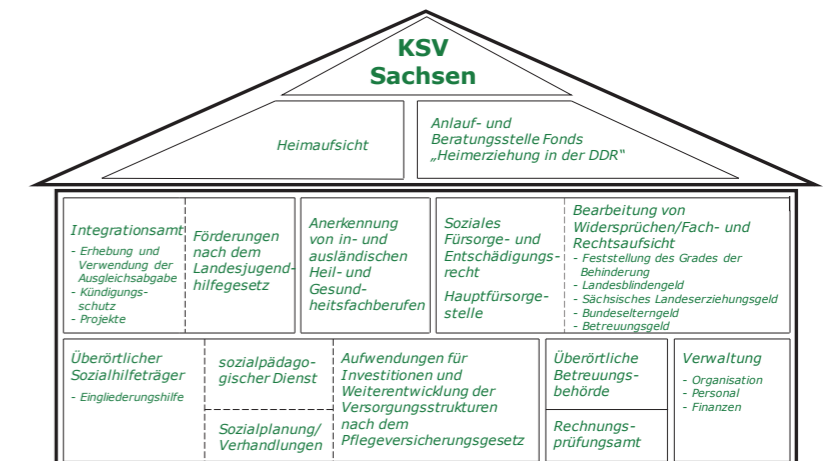 KSV
Sachsen
Heimaufsicht
Anlauf- und
Beratungsstelle Fonds
„Heimerziehung in der DDR“
Integrationsamt
- Erhebung und
Verwendung der
Ausgleichsabgabe
- Kündigungs-
schutz
- Projekte
Förderungen
nach dem
Landesjugend-
hilfegesetz
Anerkennung
von in- und
ausländischen
Heil- und
Gesund-
heitsfachberufen
Soziales
Fürsorge- und
Entschädigungs-
recht
Hauptfürsorge-
stelle
Bearbeitung von
Widersprüchen/Fach- und
Rechtsaufsicht
- Feststellung des Grades der
Behinderung
- Landesblindengeld
- Sächsisches Landeserziehungsgeld
- Bundeselterngeld
- Betreuungsgeld
Überörtlicher
Sozialhilfeträger
- Eingliederungshilfe
sozialpädago-
gischer Dienst
Sozialplanung/
Verhandlungen
Aufwendungen für
Investitionen und
Weiterentwicklung der
Versorgungsstrukturen
nach dem
Pflegeversicherungsgesetz
Überörtliche
Betreuungs-
behörde
Rechnungs-
prüfungsamt
Verwaltung
- Organisation
- Personal
- Finanzen